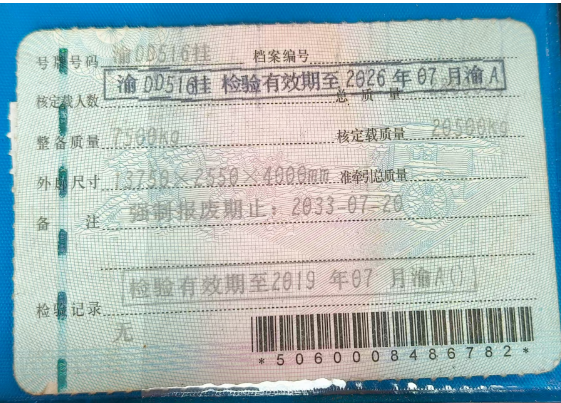 号牌号码 渝DD516挂 档案编号
渝DD516挂 检验有效期至2026年07月渝A
核定载人数 总质量
整备质量 7500Kg 核定载质量 20500Kg
外廓尺寸 13750×2550×4000mm 准牵引总质量
备注 强制报废期止：2033-07-20
检验有效期至2019年07月渝A()
检验记录
无
*5060008486782*